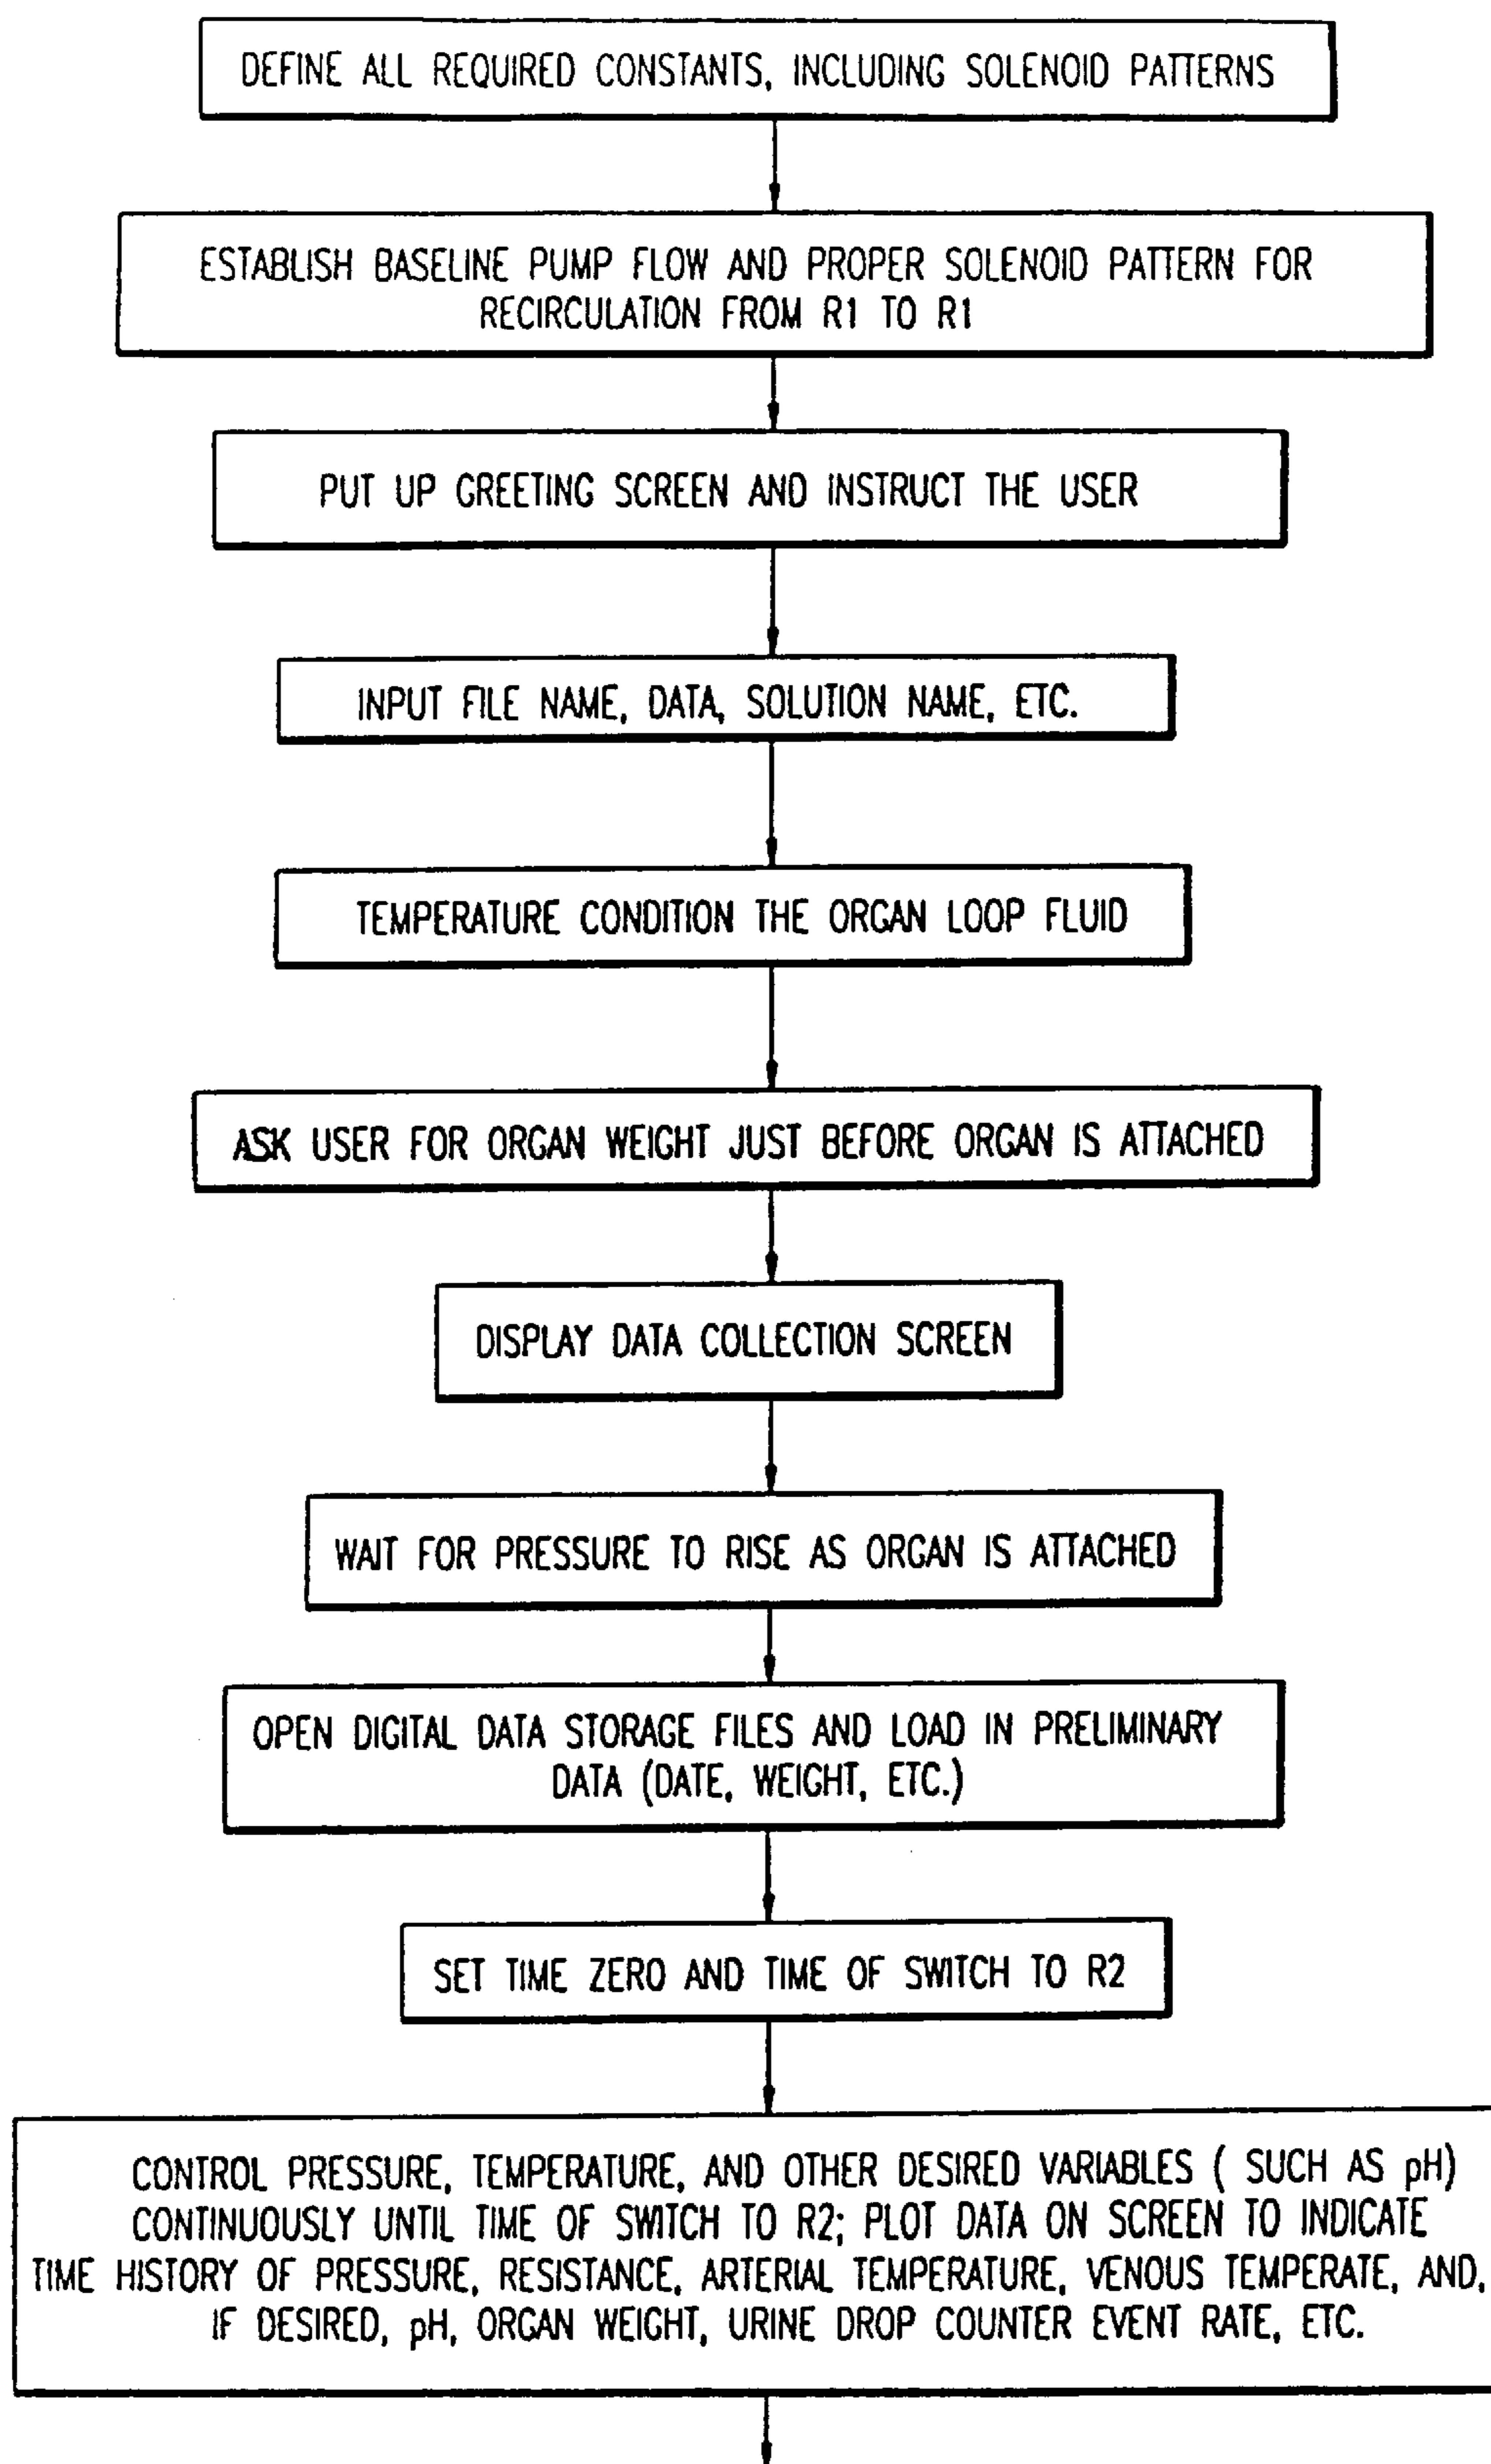 DEFINE ALL REQUIRED CONSTANTS, INCLUDING SOLENOID PATTERNS
ESTABLISH BASELINE PUMP FLOW AND PROPER SOLENOID PATTERN FOR
RECIRCULATION FROM R1 TO R1
PUT UP GREETING SCREEN AND INSTRUCT THE USER
INPUT FILE NAME, DATA, SOLUTION NAME, ETC.
TEMPERATURE CONDITION THE ORGAN LOOP FLUID
ASK USER FOR ORGAN WEIGHT JUST BEFORE ORGAN IS ATTACHED
DISPLAY DATA COLLECTION SCREEN
WAIT FOR PRESSURE TO RISE AS ORGAN IS ATTACHED
OPEN DIGITAL DATA STORAGE FILES AND LOAD IN PRELIMINARY
DATA (DATE, WEIGHT, ETC.)
SET TIME ZERO AND TIME OF SWITCH TO R2
CONTROL PRESSURE, TEMPERATURE, AND OTHER DESIRED VARIABLES ( SUCH AS pH)
CONTINUOUSLY UNTIL TIME OF SWITCH TO R2; PLOT DATA ON SCREEN TO INDICATE
TIME HISTORY OF PRESSURE, RESISTANCE, ARTERIAL TEMPERATURE, VENOUS TEMPERATE, AND,
IF DESIRED, pH, ORGAN WEIGHT, URINE DROP COUNTER EVENT RATE, ETC.